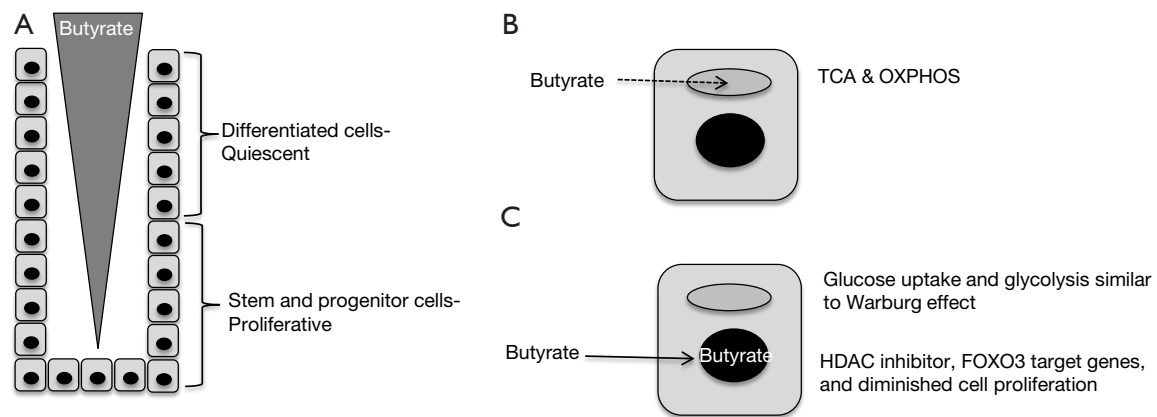 A
Butyrate
Differentiated cells-
Quiescent
Stem and progenitor cells-
Proliferative
B
Butyrate
TCA & OXPHOS
C
Glucose uptake and glycolysis similar
to Warburg effect
Butyrate
Butyrate
HDAC inhibitor, FOXO3 target genes,
and diminished cell proliferation